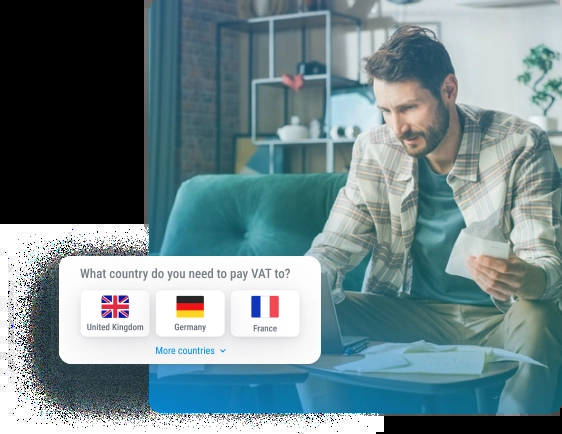 What country do you need to pay VAT to?
United Kingdom
Germany
France
More countries